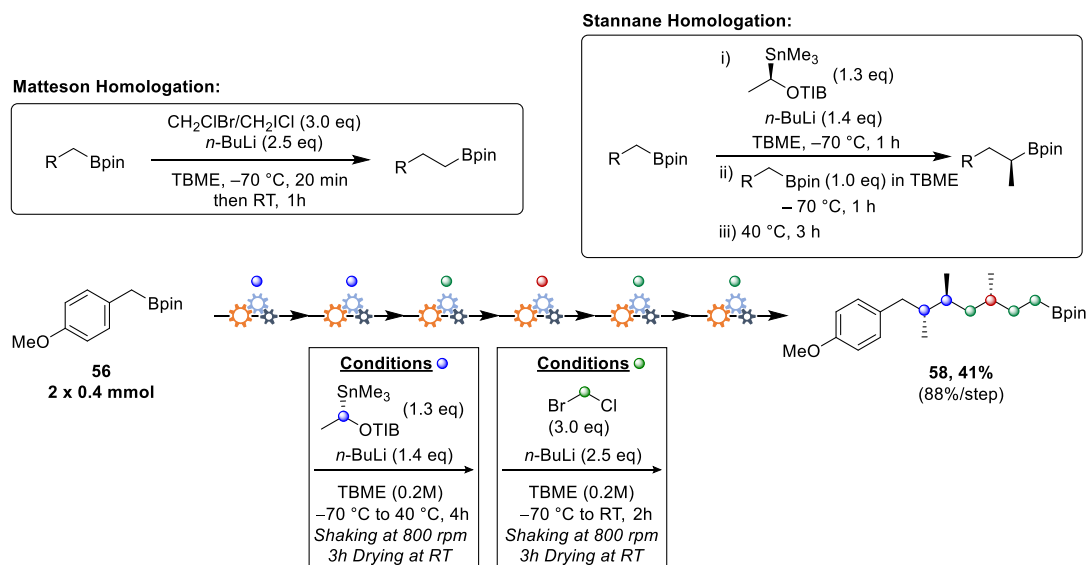 Stannane Homologation:
i)
SnMe3
OTIB
(1.3 eq)
n-BuLi (1.4 eq)
TBME, –70 °C, 1 h
R
Bpin
ii)
R
Bpin (1.0 eq) in TBME
– 70 °C, 1 h
iii) 40 °C, 3 h
R
Bpin
Matteson Homologation:
R
Bpin
CH2ClBr/CH2ICl (3.0 eq)
n-BuLi (2.5 eq)
TBME, –70 °C, 20 min
then RT, 1h
R
Bpin
Bpin
MeO
56
2 x 0.4 mmol
Bpin
MeO
58, 41%
(88%/step)
Conditions
SnMe3
(1.3 eq)
OTIB
n-BuLi (1.4 eq)
TBME (0.2M)
–70 °C to 40 °C, 4h
Shaking at 800 rpm
3h Drying at RT
Conditions
Br
Cl
(3.0 eq)
n-BuLi (2.5 eq)
TBME (0.2M)
–70 °C to RT, 2h
Shaking at 800 rpm
3h Drying at RT